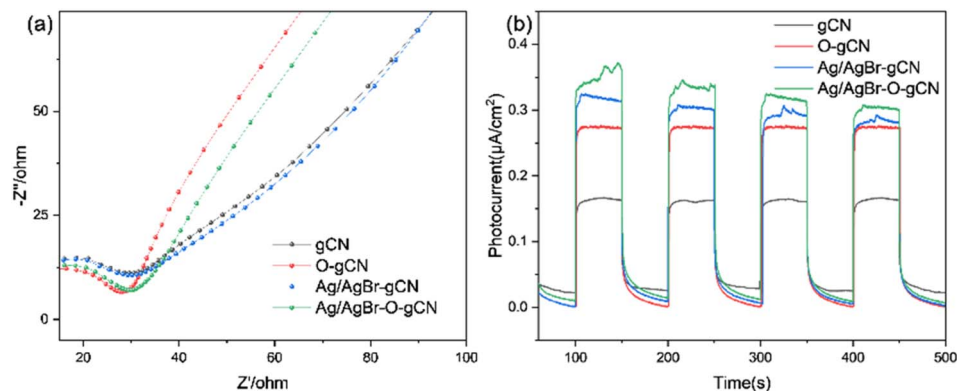 (a)
-Z''/ohm
50
25
0
20
40
60
80
100
Z'/ohm
gCN
O-gCN
Ag/AgBr-gCN
Ag/AgBr-O-gCN
(b)
Photocurrent(μA/cm²)
0.4
0.3
0.2
0.1
0.0
100
200
300
400
500
Time(s)
gCN
O-gCN
Ag/AgBr-gCN
Ag/AgBr-O-gCN